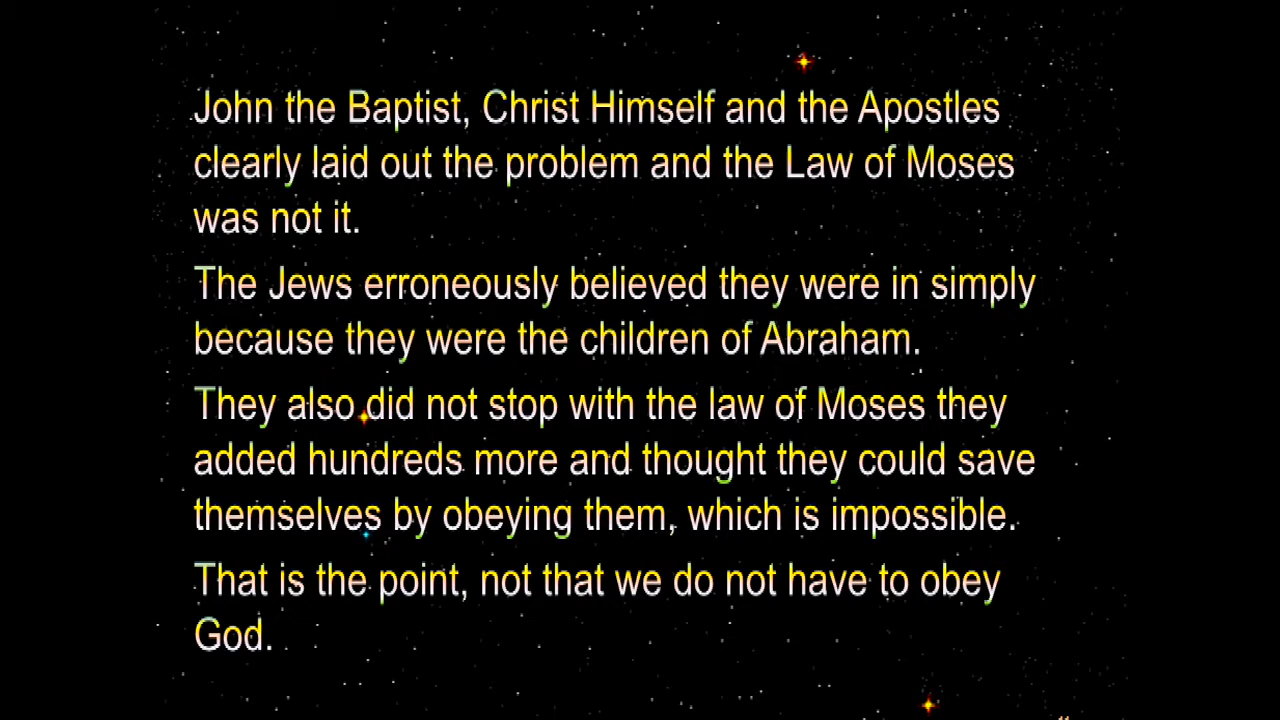 John the Baptist, Christ Himself and the Apostles
clearly laid out the problem and the Law of Moses
was not it.
The Jews erroneously believed they were in simply
because they were the children of Abraham.
They also did not stop with the law of Moses they
added hundreds more and thought they could save
themselves by obeying them, which is impossible.
That is the point, not that we do not have to obey
God.